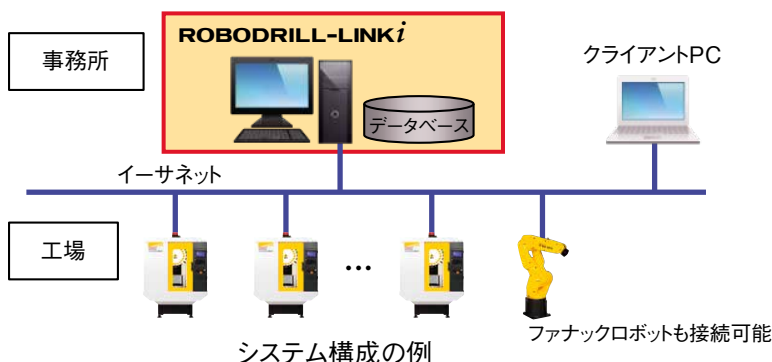 ROBODRILL-LINKi
事務所
クライアントPC
データベース
イーサネット
工場
...
ファナックロボットも接続可能
システム構成の例